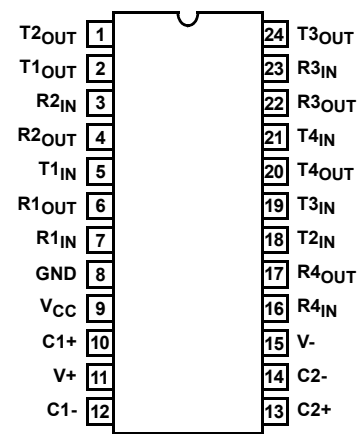 T2OUT 1 24 T3OUT
T1OUT 2 23 R3IN
R2IN 3 22 R3OUT
R2OUT 4 21 T4IN
T1IN 5 20 T4OUT
R1OUT 6 19 T3IN
R1IN 7 18 T2IN
GND 8 17 R4OUT
VCC 9 16 R4IN
C1+ 10 15 V-
V+ 11 14 C2-
C1- 12 13 C2+